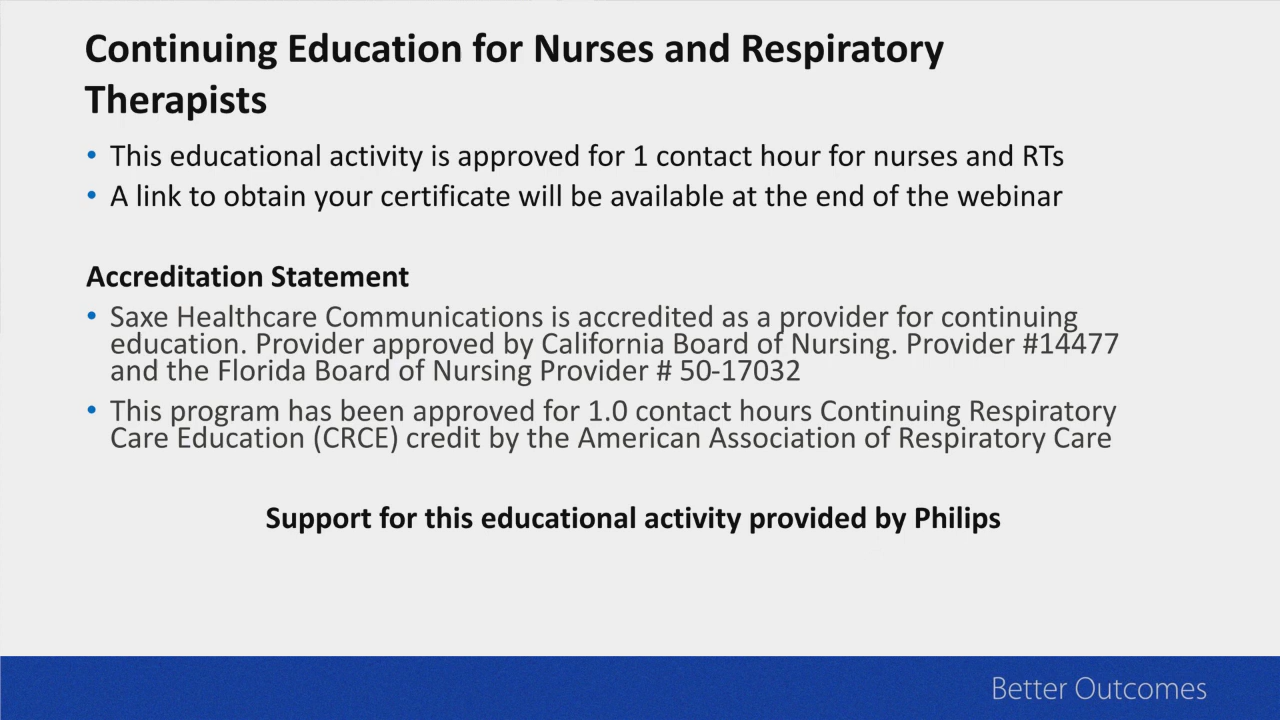 Continuing Education for Nurses and Respiratory
Therapists
• This educational activity is approved for 1 contact hour for nurses and RTs
• A link to obtain your certificate will be available at the end of the webinar
Accreditation Statement
• Saxe Healthcare Communications is accredited as a provider for continuing
education. Provider approved by California Board of Nursing. Provider #14477
and the Florida Board of Nursing Provider # 50-17032
• This program has been approved for 1.0 contact hours Continuing Respiratory
Care Education (CRCE) credit by the American Association of Respiratory Care
Support for this educational activity provided by Philips
Better Outcomes